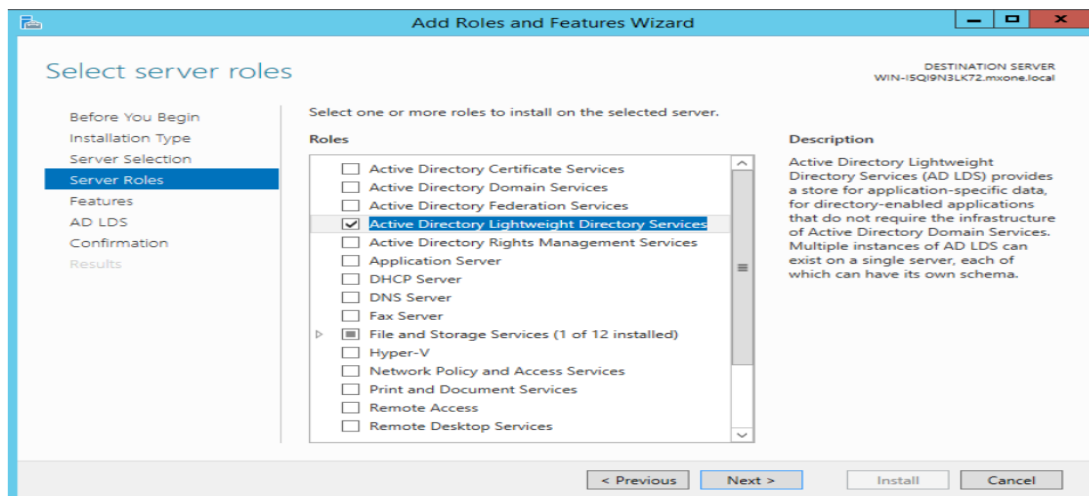 Add Roles and Features Wizard
Select server roles
DESTINATION SERVER
WIN-I5QI9N3LK72.mxone.local
Before You Begin
Installation Type
Server Selection
Server Roles
Features
AD LDS
Confirmation
Results
Select one or more roles to install on the selected server.
Roles
Active Directory Certificate Services
Active Directory Domain Services
Active Directory Federation Services
Active Directory Lightweight Directory Services
Active Directory Rights Management Services
Application Server
DHCP Server
DNS Server
Fax Server
File and Storage Services (1 of 12 installed)
Hyper-V
Network Policy and Access Services
Print and Document Services
Remote Access
Remote Desktop Services
Description
Active Directory Lightweight
Directory Services (AD LDS) provides
a store for application-specific data,
for directory-enabled applications
that do not require the infrastructure
of Active Directory Domain Services.
Multiple instances of AD LDS can
exist on a single server, each of
which can have its own schema.
< Previous
Next >
Install
Cancel